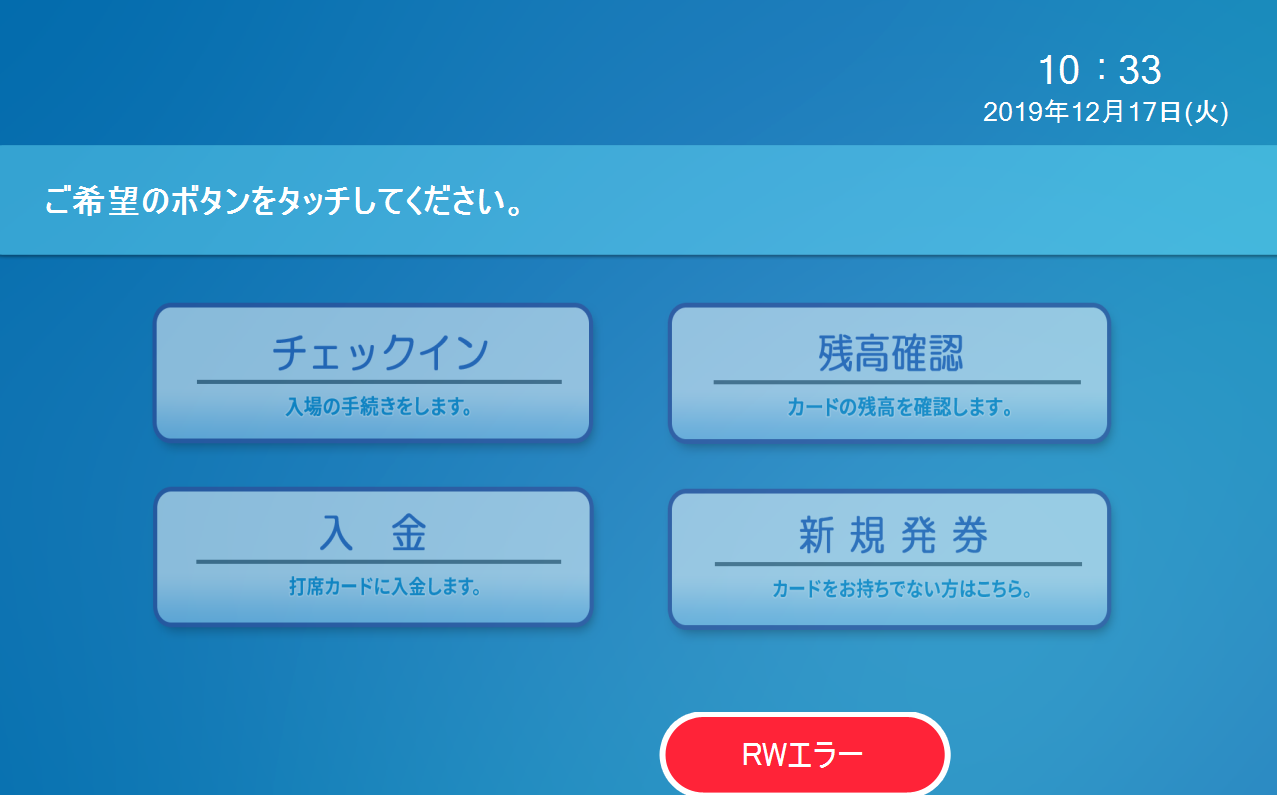 10：33
2019年12月17日(火)
ご希望のボタンをタッチしてください。
チェックイン
入場の手続きをします。
残高確認
カードの残高を確認します。
入　金
打席カードに入金します。
新 規 発 券
カードをお持ちでない方はこちら。
RWエラー